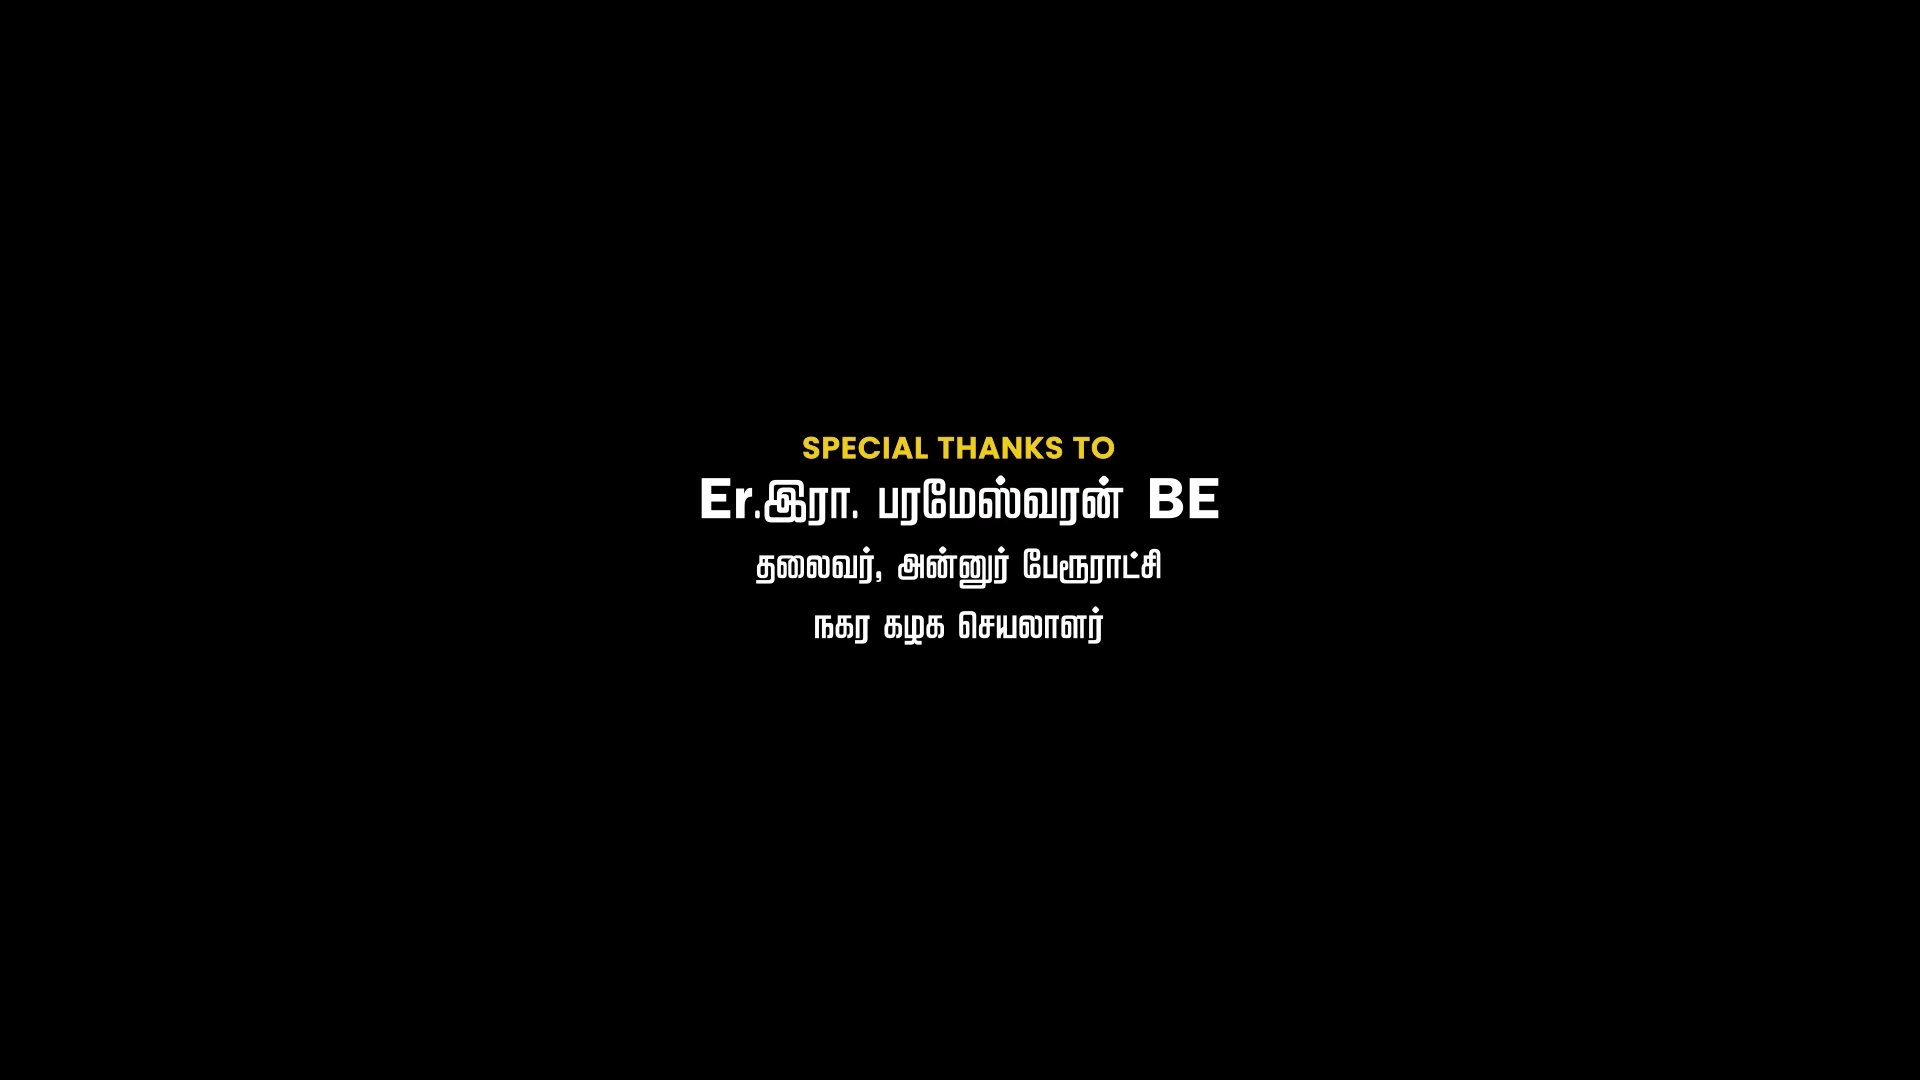 SPECIAL THANKS TO
Er.இரா. பரமேஸ்வரன் BE
தலைவர், அன்னுர் பேரூராட்சி
நகர கழக செயலாளர்